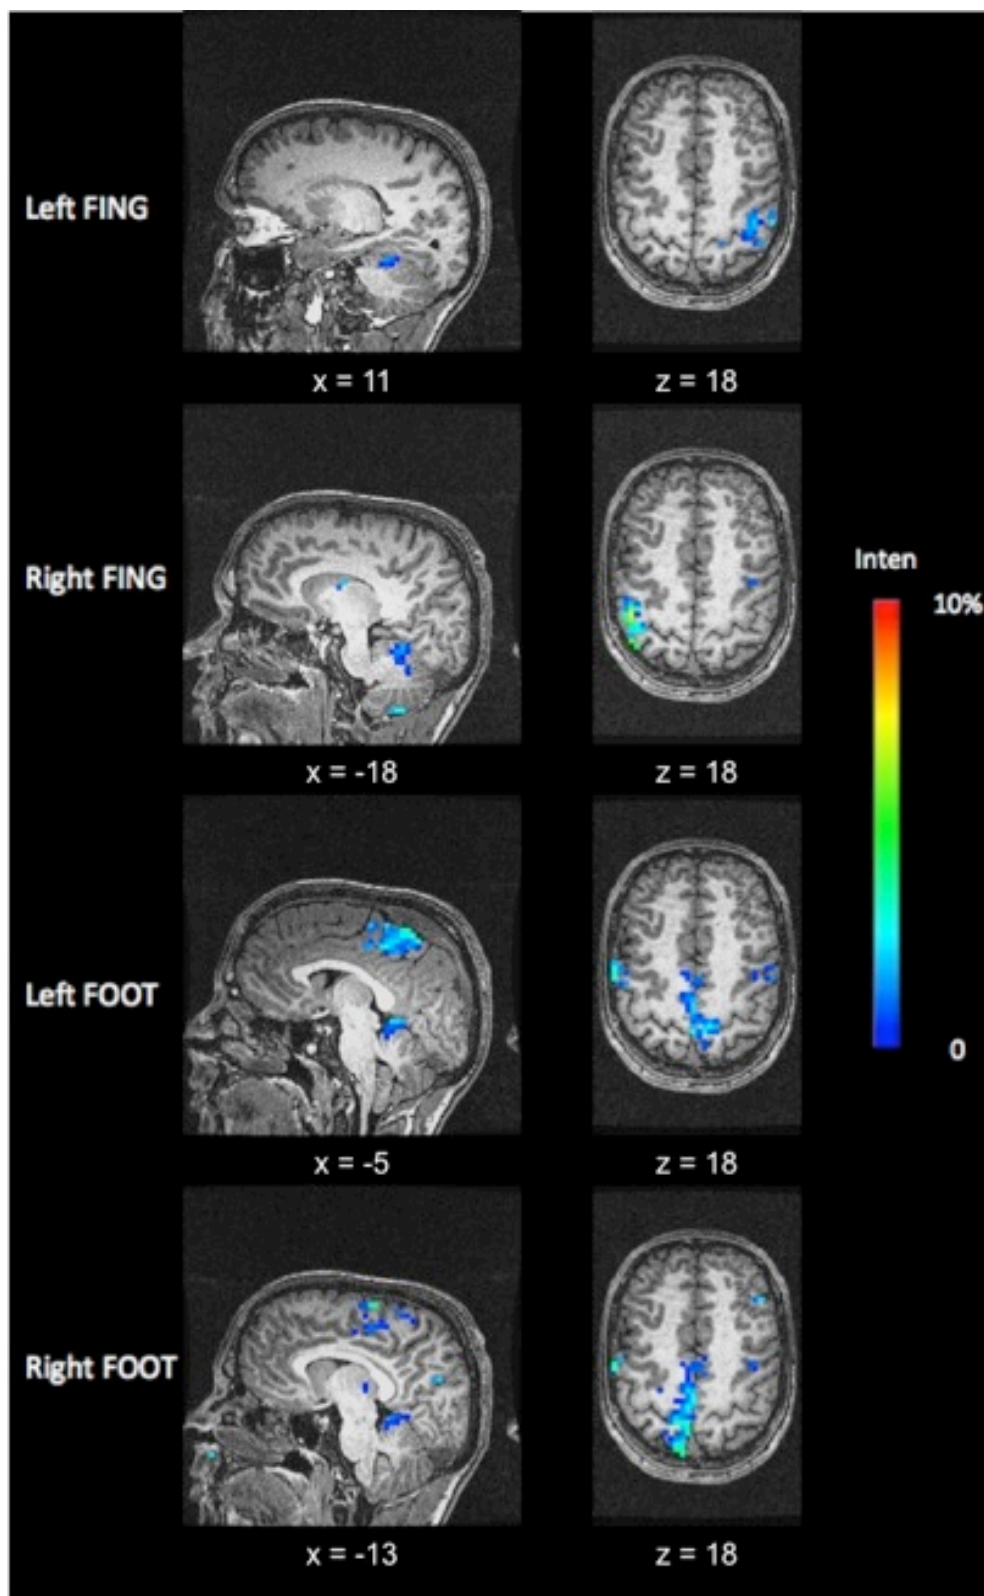 Left FING
x = 11
z = 18
Right FING
x = -18
z = 18
Inten
10%
0
Left FOOT
x = -5
z = 18
Right FOOT
x = -13
z = 18